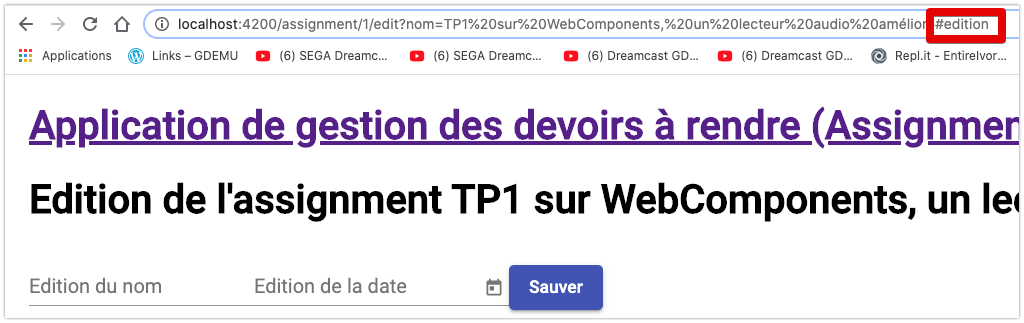 localhost:4200/assignment/1/edit?nom=TP1%20sur%20WebComponents,%20un%20lecteur%20audio%20amélior #edition
Applications Links – GDEMU (6) SEGA Dreamc... (6) SEGA Dreamc... (6) Dreamcast GD... (6) Dreamcast GD... Repl.it - EntireIvor...
Application de gestion des devoirs à rendre (Assignmen
Edition de l'assignment TP1 sur WebComponents, un le
Edition du nom Edition de la date Sauver